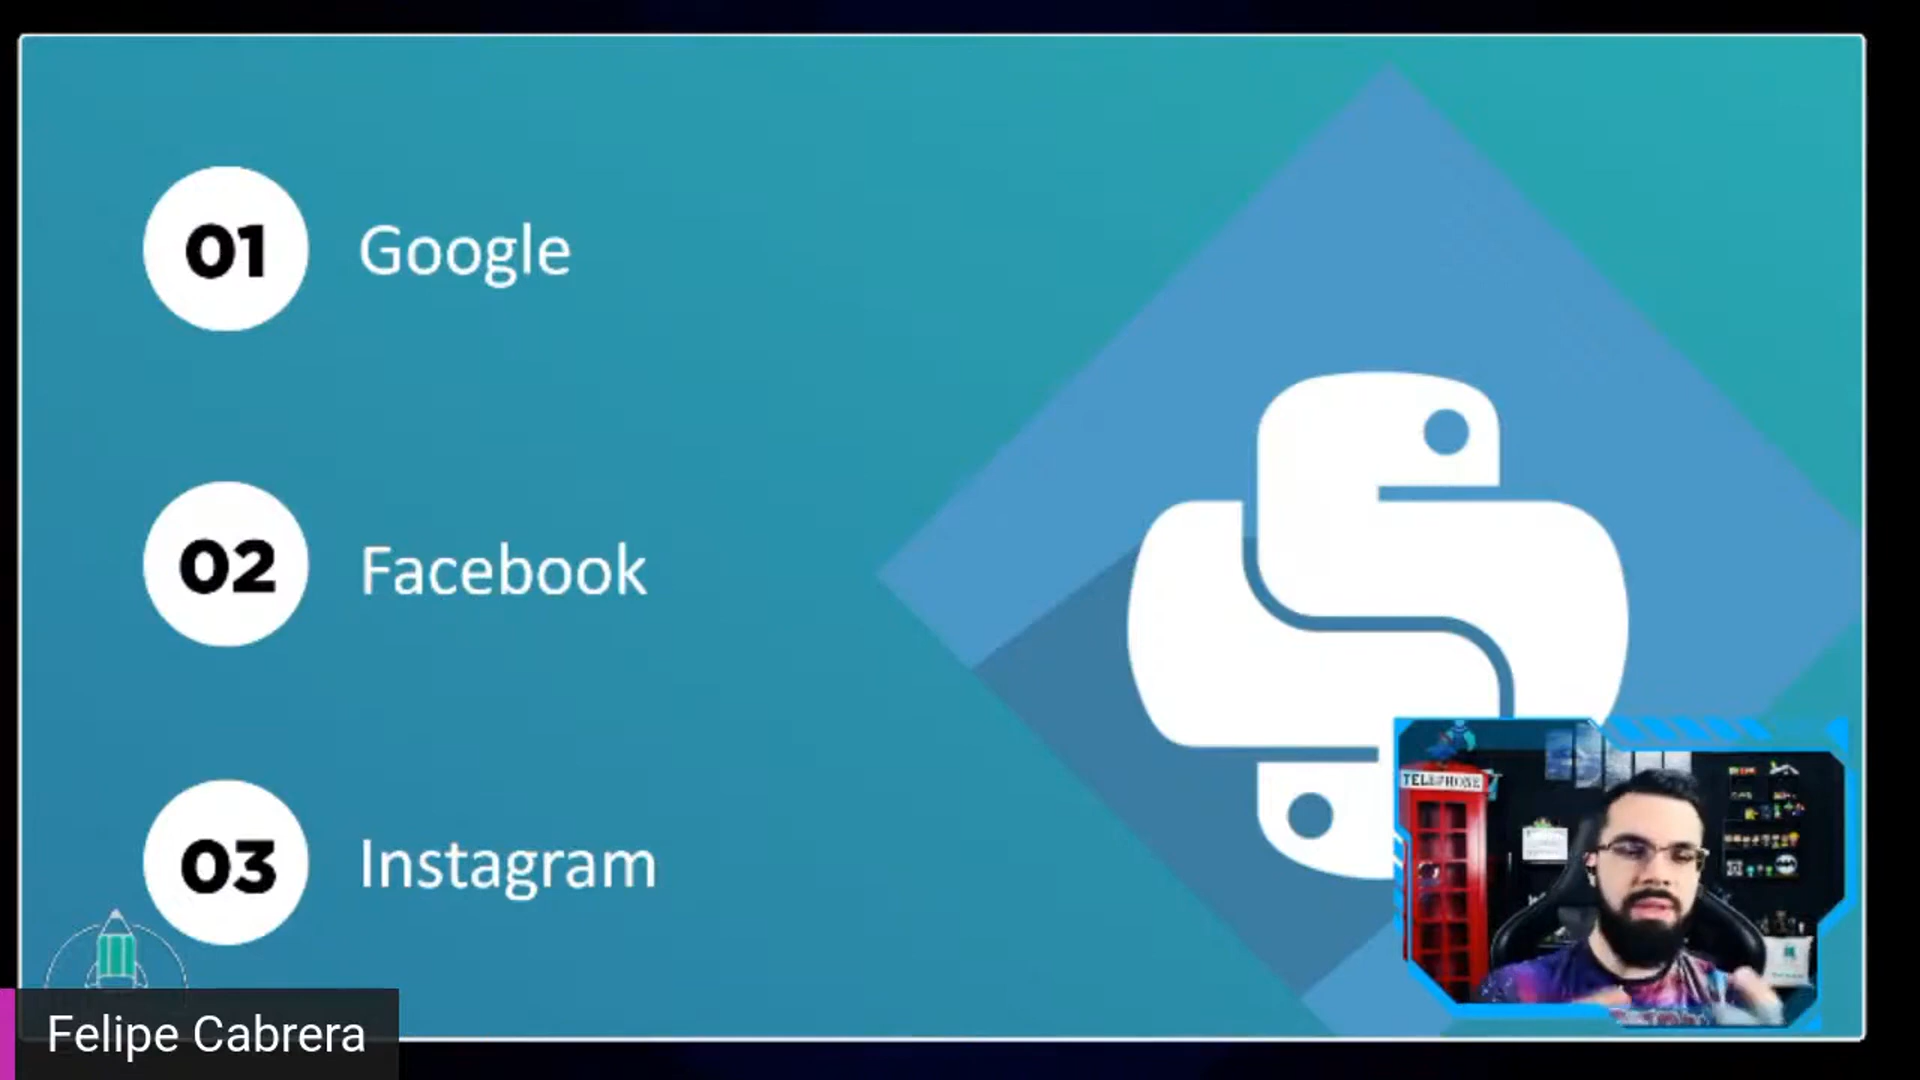 01 Google
02 Facebook
03 Instagram
TELEPHONE
Felipe Cabrera